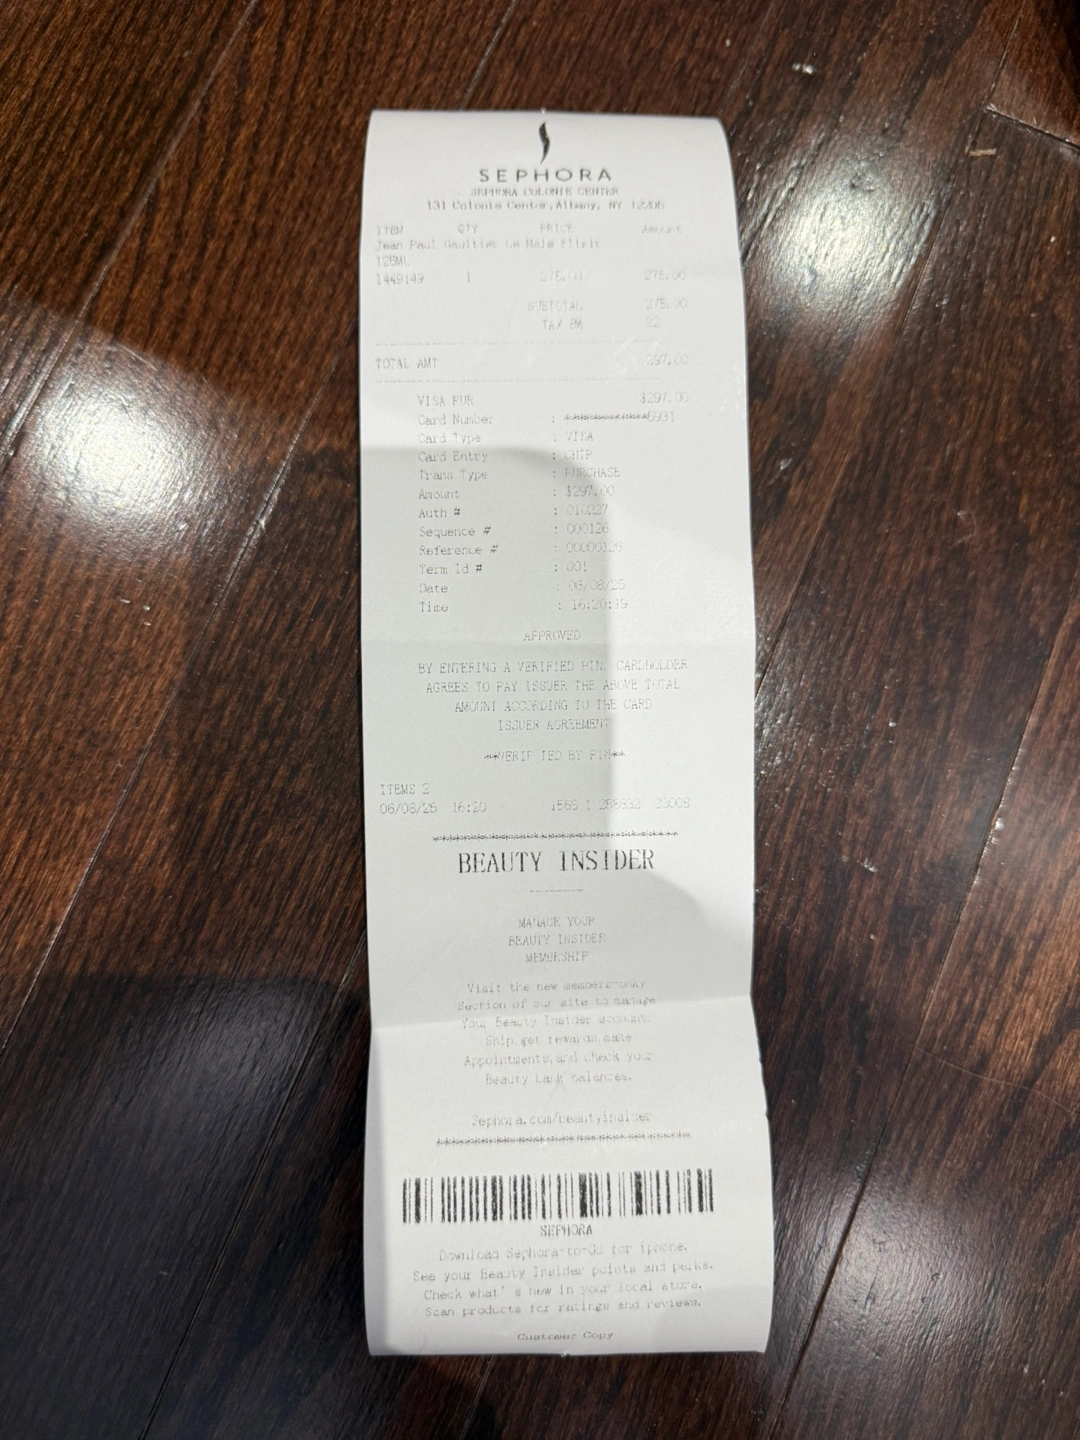 SEPHORA
SEPHORA COLONIE CENTER
131 Colonie Center, Albany, NY 12205
ITEM QTY PRICE Amount
Jean Paul Gaultier Le Male Elixir
125ML
1449149 1 275.00 275.00
SUBTOTAL 275.00
TAX 8% 22
TOTAL AMT 297.00
VISA PUR $297.00
Card Number : 
Card Type : VISA
Card Entry : CHIP
Trans Type : PURCHASE
Amount : $297.00
Auth #
Sequence # : 000126
Reference # : 00000126
Term Id # : 001
Date
Time : 16:20:19
APPROVED
BY ENTERING A VERIFIED PIN. CARDHOLDER
AGREES TO PAY ISSUER THE ABOVE TOTAL
AMOUNT ACCORDING TO THE CARD
ISSUER AGREEMENT
**VERIFIED BY PIN**
ITEMS 2
16:20
BEAUTY INSIDER
MANAGE YOUR
BEAUTY INSIDER
MEMBERSHIP
Visit the new members-only
Section of our site to manage
Your Beauty Insider account.
Ship, get rewards, make
Appointments, and check your
Beauty bank balances.
Sephora.com/beautyinsider
SEPHORA
Download Sephora-to-Go for iphone.
See your Beauty Insider points and perks.
Check what's new in your local store.
Scan products for ratings and reviews.
Customer Copy